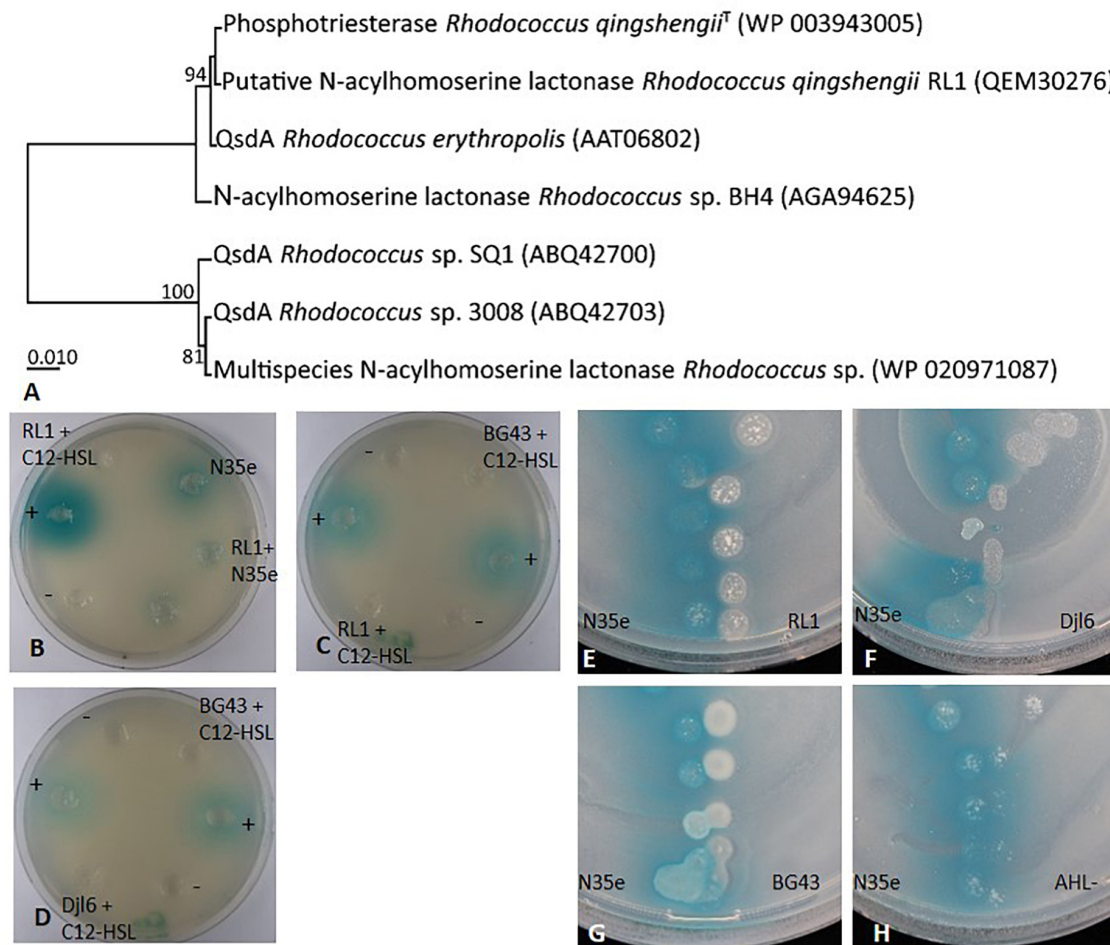 Phosphotriesterase Rhodococcus qingshengiiᵀ (WP 003943005)
94
Putative N-acylhomoserine lactonase Rhodococcus qingshengii RL1 (QEM30276)
QsdA Rhodococcus erythropolis (AAT06802)
N-acylhomoserine lactonase Rhodococcus sp. BH4 (AGA94625)
QsdA Rhodococcus sp. SQ1 (ABQ42700)
100
QsdA Rhodococcus sp. 3008 (ABQ42703)
0.010
81
Multispecies N-acylhomoserine lactonase Rhodococcus sp. (WP 020971087)
A
RL1 +
C12-HSL
N35e
+
RL1+
N35e
-
B
-
BG43 +
C12-HSL
+
+
RL1 +
C12-HSL
-
C
N35e
RL1
E
N35e
Djl6
F
-
BG43 +
C12-HSL
+
+
-
Djl6 +
C12-HSL
D
N35e
BG43
G
N35e
AHL-
H